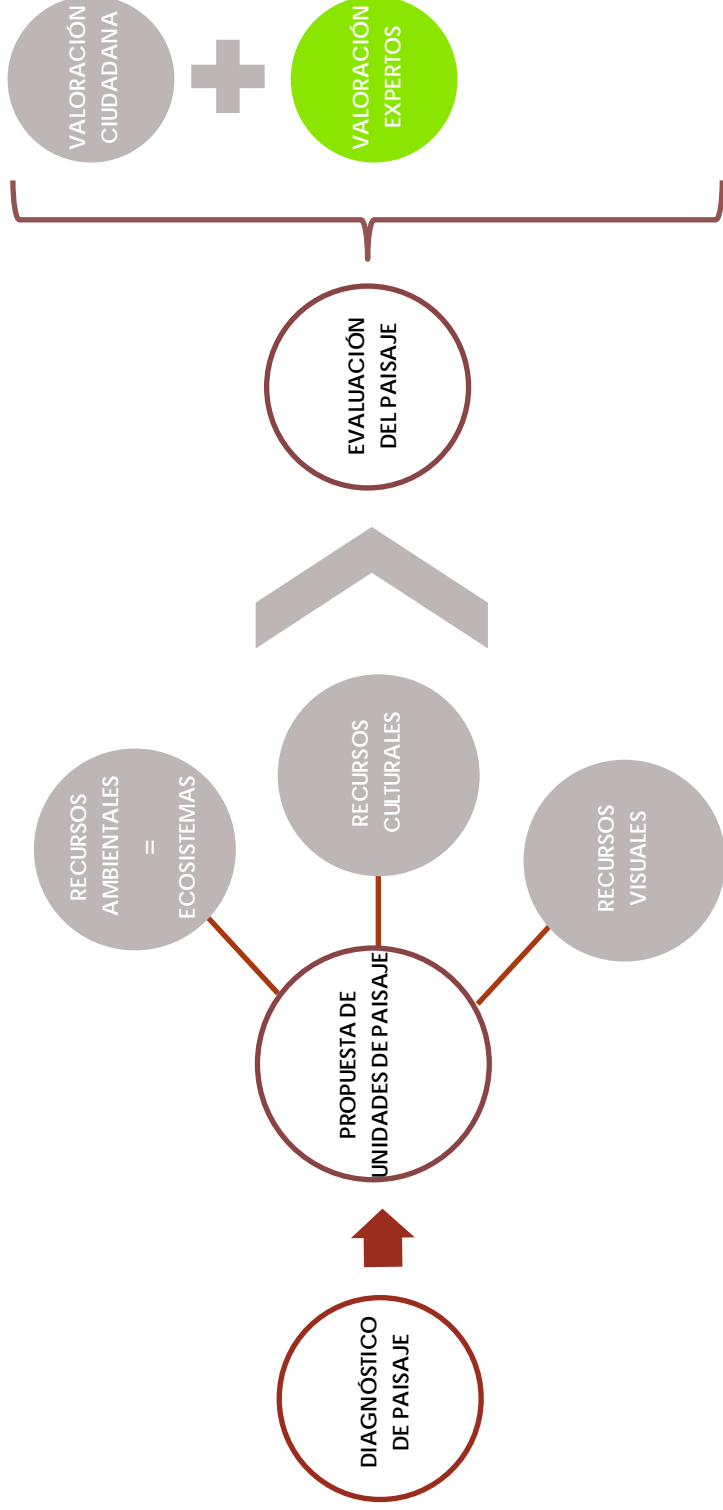 DIAGNÓSTICO
DE PAISAJE
PROPUESTA DE
UNIDADES DE PAISAJE
RECURSOS
AMBIENTALES
=
ECOSISTEMAS
RECURSOS
CULTURALES
RECURSOS
VISUALES
EVALUACIÓN
DEL PAISAJE
VALORACIÓN
CIUDADANA
VALORACIÓN
EXPERTOS